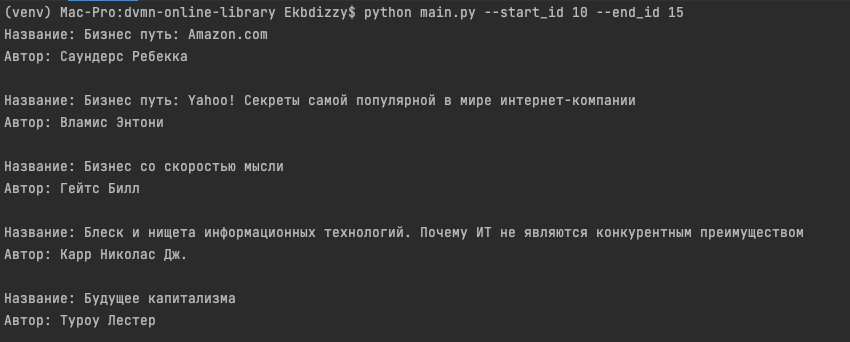 (venv) Mac-Pro:dvmn-online-library Ekbdizzy$ python main.py --start_id 10 --end_id 15
Название: Бизнес путь: Amazon.com
Автор: Саундерс Ребекка
Название: Бизнес путь: Yahoo! Секреты самой популярной в мире интернет-компании
Автор: Вламис Энтони
Название: Бизнес со скоростью мысли
Автор: Гейтс Билл
Название: Блеск и нищета информационных технологий. Почему ИТ не являются конкурентным преимуществом
Автор: Карр Николас Дж.
Название: Будущее капитализма
Автор: Туроу Лестер